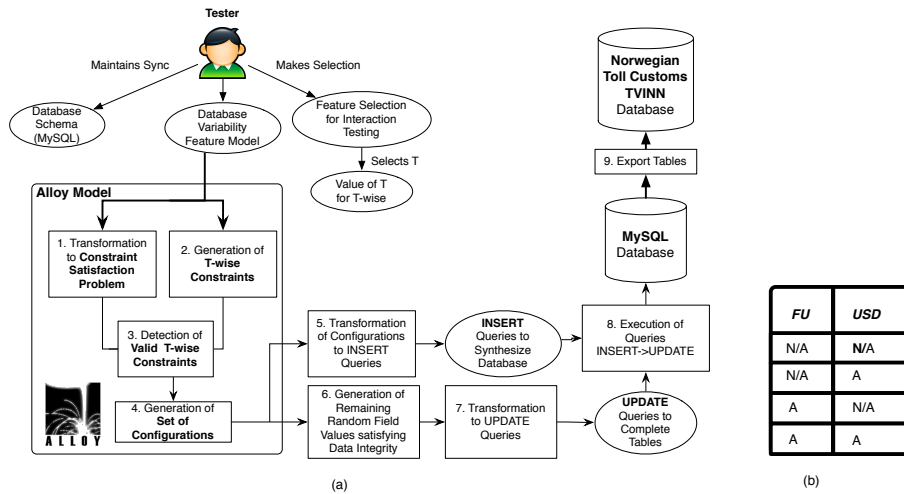 Tester
Maintains Sync
Makes Selection
Database
Schema
(MySQL)
Database
Variability
Feature Model
Feature Selection
for Interaction
Testing
Selects T
Value of T
for T-wise
Alloy Model
1. Transformation
to Constraint
Satisfaction
Problem
2. Generation of
T-wise
Constraints
3. Detection of
Valid T-wise
Constraints
4. Generation of
Set of
Configurations
ALLOY
5. Transformation
of Configurations
to INSERT
Queries
6. Generation of
Remaining
Random Field
Values satisfying
Data Integrity
INSERT
Queries to
Synthesize
Database
7. Transformation
to UPDATE
Queries
8. Execution of
Queries
INSERT->UPDATE
UPDATE
Queries to
Complete
Tables
MySQL
Database
9. Export Tables
Norwegian
Toll Customs
TVINN
Database
(a)
FU USD
N/A N/A
N/A A
A N/A
A A
(b)